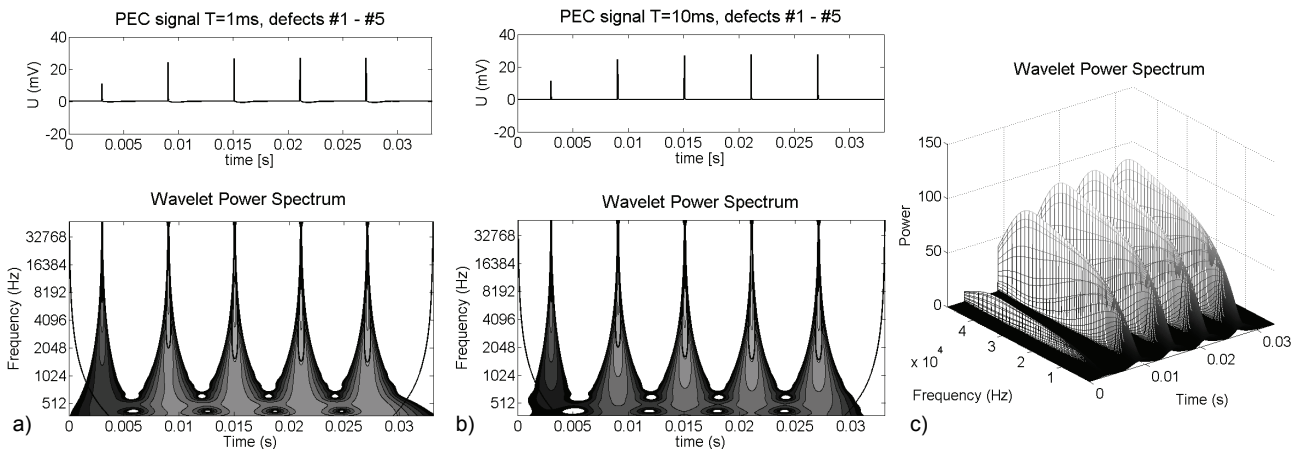 PEC signal T=1ms, defects #1 - #5
40
20
0
-20
U (mV)
0 0.005 0.01 0.015 0.02 0.025 0.03
time [s]
Wavelet Power Spectrum
32768
16384
8192
4096
2048
1024
512
Frequency (Hz)
0 0.005 0.01 0.015 0.02 0.025 0.03
Time (s)
a)
PEC signal T=10ms, defects #1 - #5
40
20
0
-20
U (mV)
0 0.005 0.01 0.015 0.02 0.025 0.03
time [s]
Wavelet Power Spectrum
32768
16384
8192
4096
2048
1024
512
Frequency (Hz)
0 0.005 0.01 0.015 0.02 0.025 0.03
time (s)
b)
Wavelet Power Spectrum
150
100
50
0
Power
4
3
2
1
x 10^4
Frequency (Hz)
0
0.01
0.02
0.03
Time (s)
c)